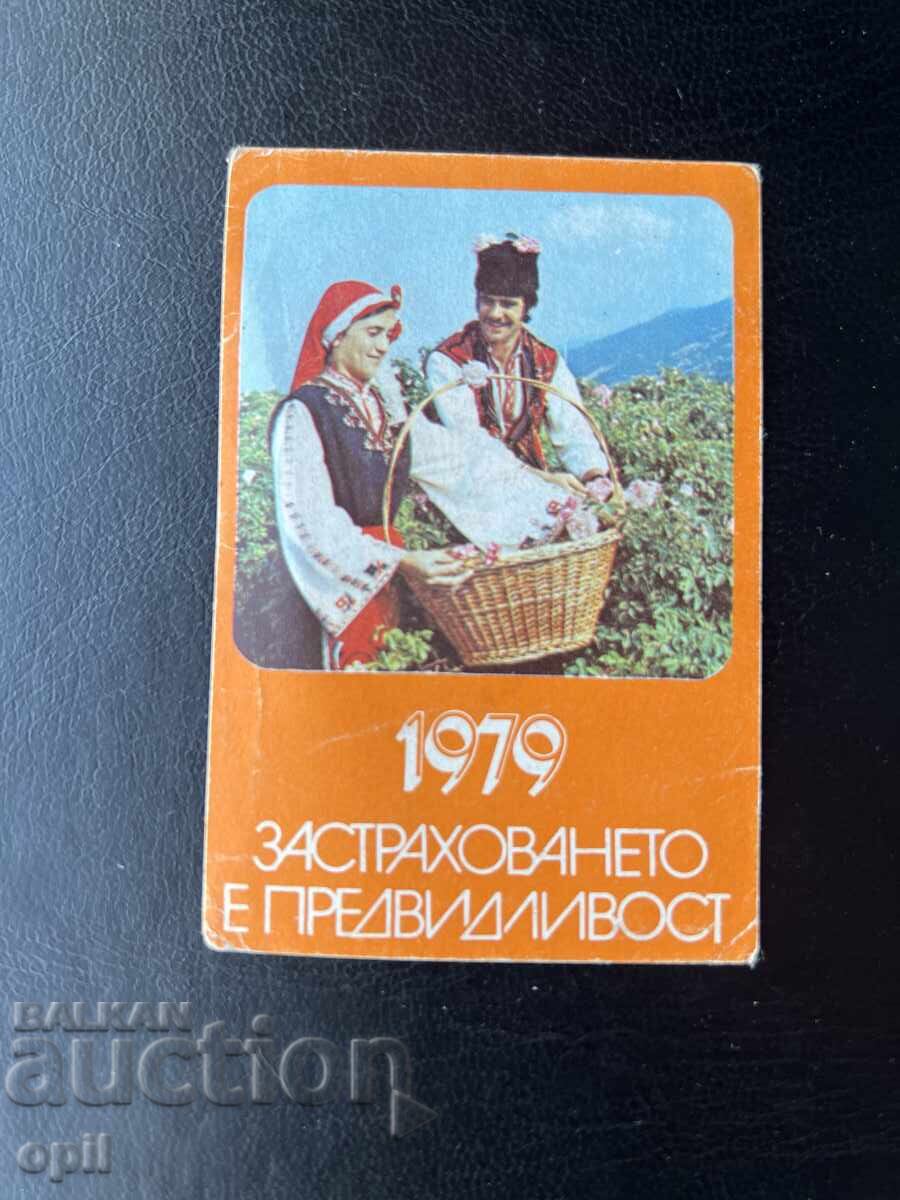 1979
ЗАСТРАХОВАНЕТО
Е ПРЕДВИДЛИВОСТ
BALKAN
auction
opil